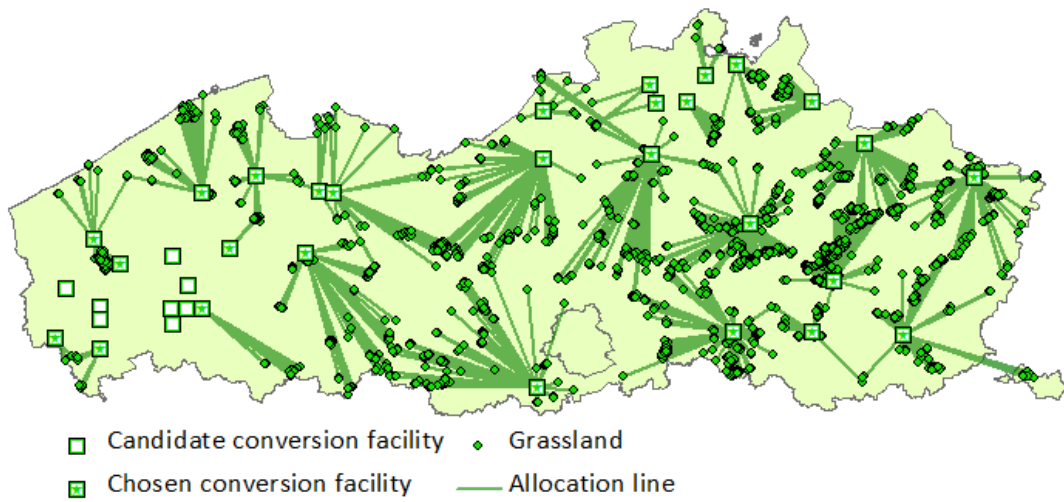 Candidate conversion facility
Grassland
Chosen conversion facility
Allocation line